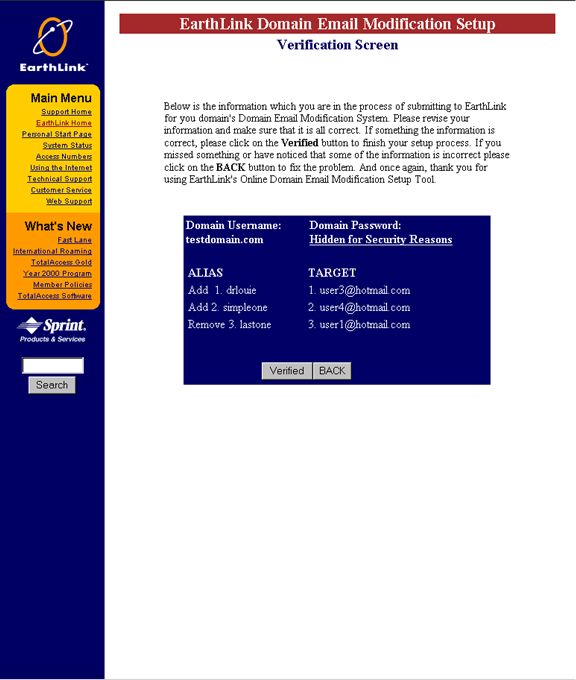 EarthLink Domain Email Modification Setup
Verification Screen
EarthLink
Main Menu
Support Home
EarthLink Home
Personal Start Page
System Status
Access Numbers
Using the Internet
Technical Support
Customer Service
Web Support
What's New
Fast Lane
International Roaming
TotalAccess Gold
Year 2000 Program
Member Policies
TotalAccess Software
Sprint.
Products & Services
Search
Below is the information which you are in the process of submitting to EarthLink
for you domain's Domain Email Modification System. Please revise your
information and make sure that it is all correct. If something the information is
correct, please click on the Verified button to finish your setup process. If you
missed something or have noticed that some of the information is incorrect please
click on the BACK button to fix the problem. And once again, thank you for
using EarthLink's Online Domain Email Modification Setup Tool.
Domain Username: Domain Password:
testdomain.com Hidden for Security Reasons
ALIAS TARGET
Add 1. drlouie 1. user3@hotmail.com
Add 2. simpleone 2. user4@hotmail.com
Remove 3. lastone 3. user1@hotmail.com
Verified BACK